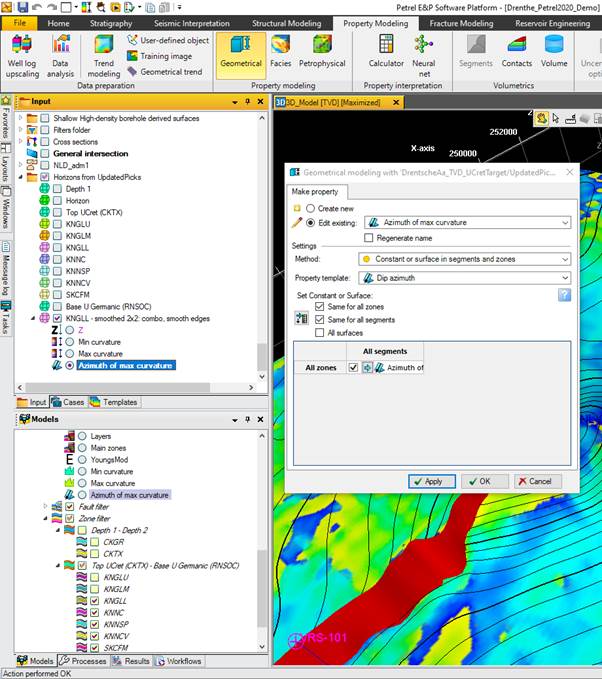 Petrel E&P Software Platform - [Drenthe_Petrel2020_Demo]
File Home Stratigraphy Seismic Interpretation Structural Modeling Property Modeling Fracture Modeling Reservoir Engineering
Well log upscaling
Data analysis
Trend modeling
User-defined object
Training image
Geometrical trend
Geometrical
Facies
Petrophysical
Calculator
Neural net
Segments
Contacts
Volume
Data preparation Property modeling Property interpretation Volumetrics
Favorites
Layouts
Windows
Message log
Tasks
Input
Shallow High-density borehole derived surfaces
Filters folder
Cross sections
General intersection
NLD_adm1
Horizons from UpdatedPicks
Depth 1
Horizon
Top UCret (CKTX)
KNGLU
KNGLM
KNGLL
KNNC
KNNSP
KNNCV
SKCFM
Base U Germanic (RNSOC)
KNGLL - smoothed 2x2: combo, smooth edges
Z
Min curvature
Max curvature
Azimuth of max curvature
Input Cases Templates
Models
Layers
Main zones
YoungsMod
Min curvature
Max curvature
Azimuth of max curvature
Fault filter
Zone filter
Depth 1 - Depth 2
CKGR
CKTX
Top UCret (CKTX) - Base U Germanic (RNSOC)
KNGLU
KNGLM
KNGLL
KNNC
KNNSP
KNNCV
SKCFM
Models Processes Results Workflows
Action performed OK
3D_Model [TVD] [Maximized]
X-axis
252000
250000
Geometrical modeling with 'DrentscheAa_TVD_UCretTarget/UpdatedPic...
Make property
Create new
Edit existing: Azimuth of max curvature
Regenerate name
Settings
Method: Constant or surface in segments and zones
Property template: Dip azimuth
Set Constant or Surface:
Same for all zones
Same for all segments
All surfaces
All segments
All zones Azimuth of
Apply OK Cancel
RS-101